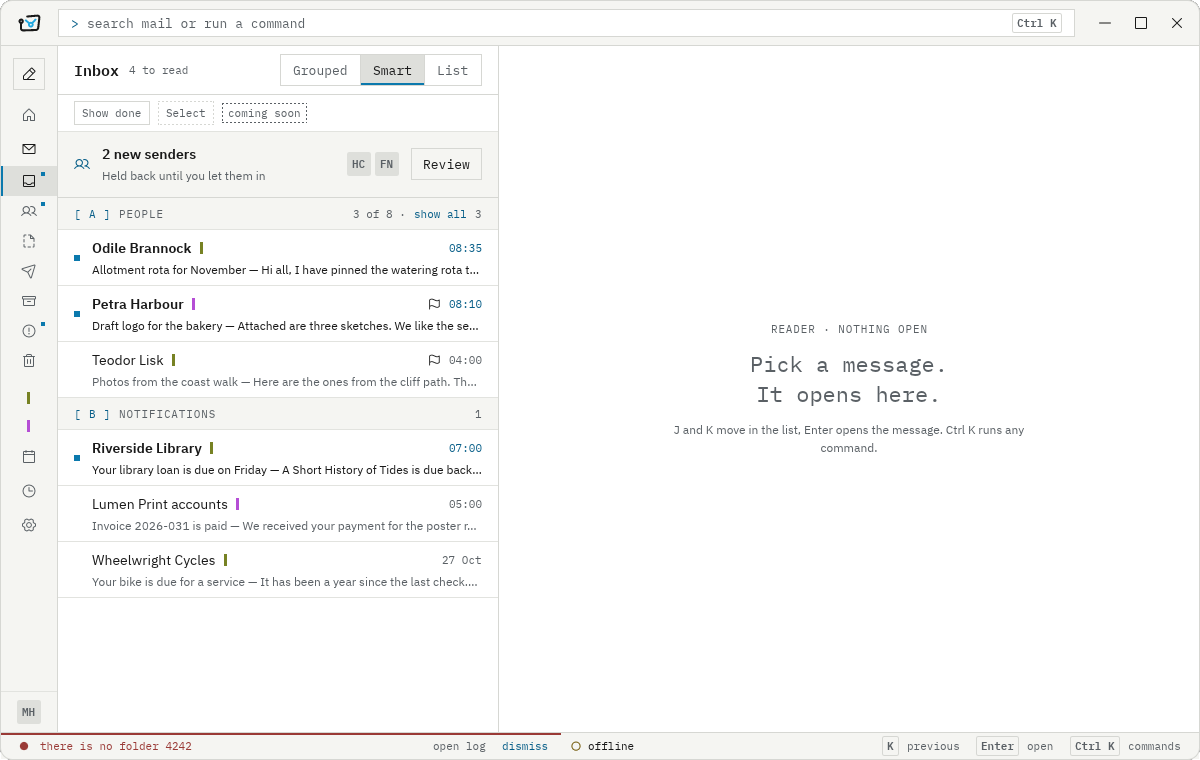 > search mail or run a command Ctrl K
Inbox 4 to read Grouped Smart List
Show done Select coming soon
2 new senders
Held back until you let them in
HC FN Review
[ A ] PEOPLE 3 of 8 · show all 3
Odile Brannock 08:35
Allotment rota for November — Hi all, I have pinned the watering rota t...
Petra Harbour 08:10
Draft logo for the bakery — Attached are three sketches. We like the se...
Teodor Lisk 04:00
Photos from the coast walk — Here are the ones from the cliff path. Th...
[ B ] NOTIFICATIONS 1
Riverside Library 07:00
Your library loan is due on Friday — A Short History of Tides is due back...
Lumen Print accounts 05:00
Invoice 2026-031 is paid — We received your payment for the poster r...
Wheelwright Cycles 27 Oct
Your bike is due for a service — It has been a year since the last check....
READER · NOTHING OPEN
Pick a message.
It opens here.
J and K move in the list, Enter opens the message. Ctrl K runs any
command.
MH
there is no folder 4242 open log dismiss offline K previous Enter open Ctrl K commands